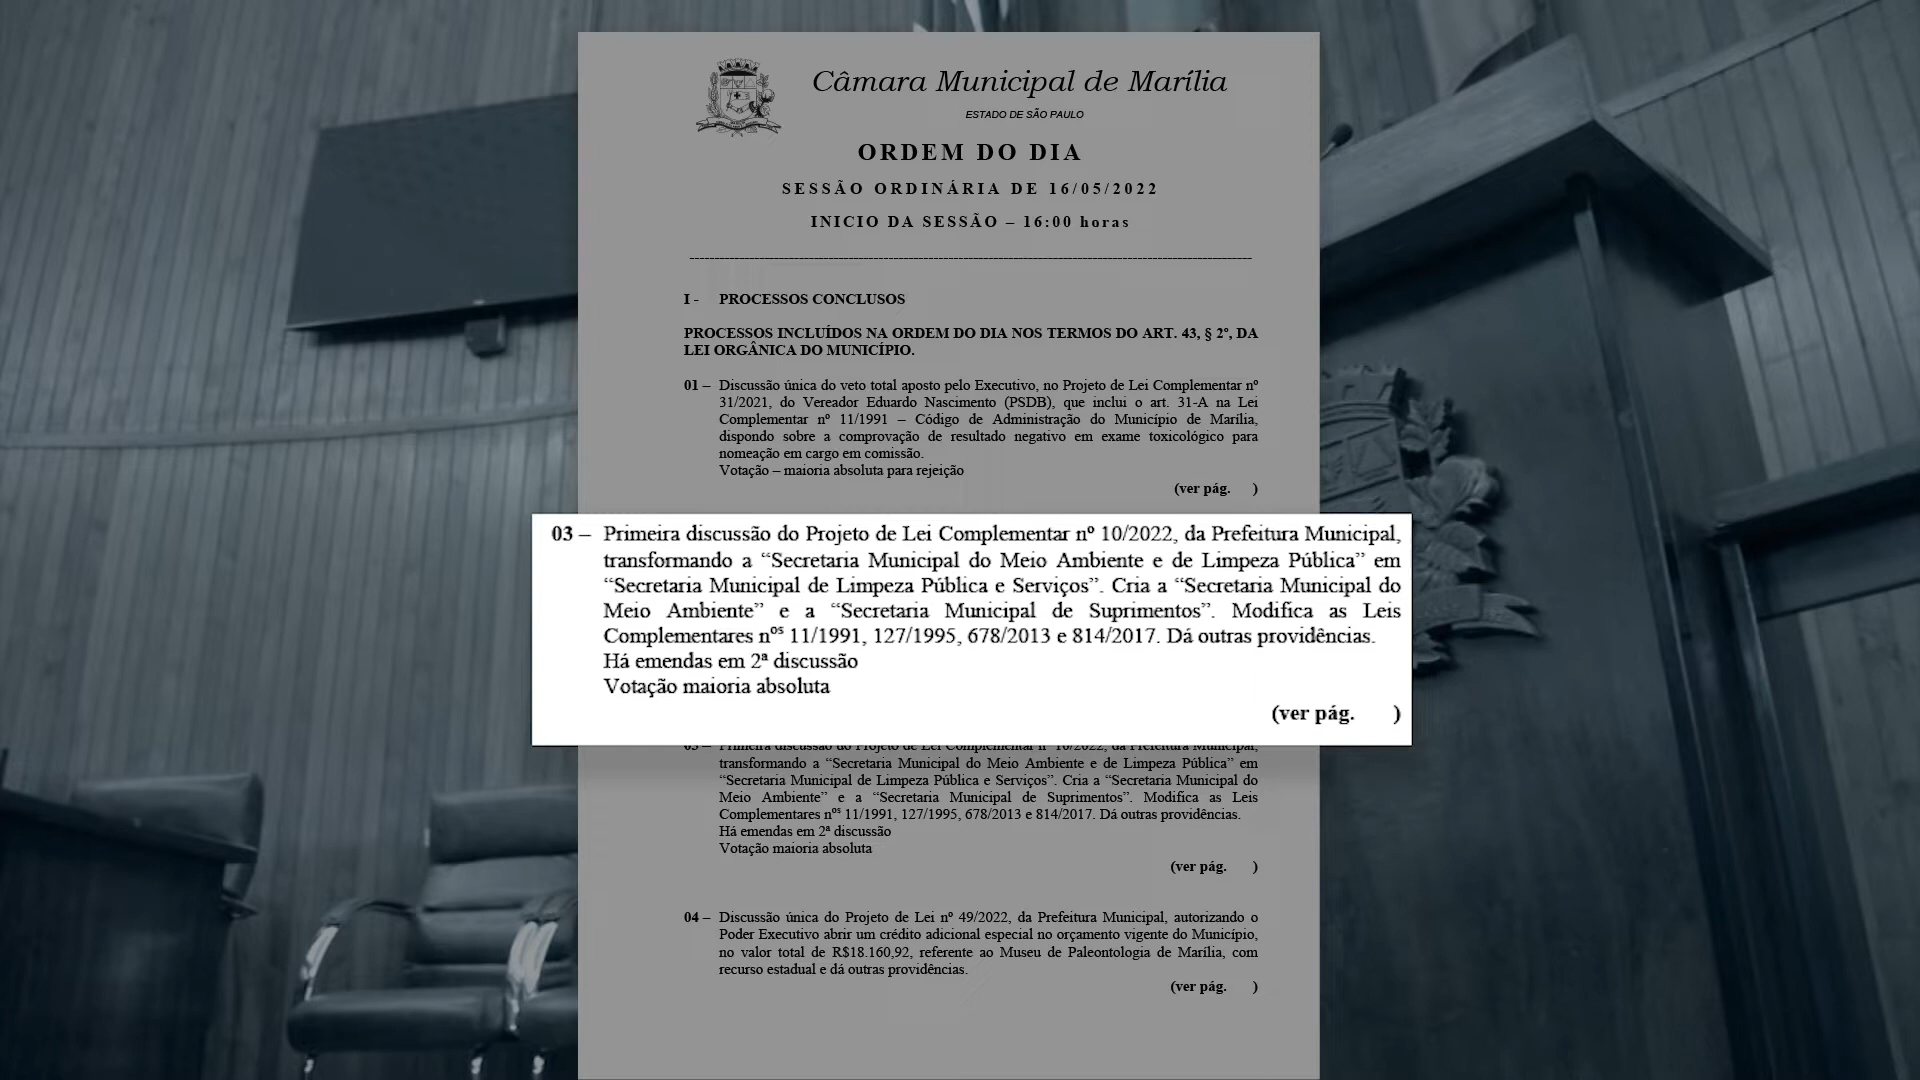 Câmara Municipal de Marília
ESTADO DE SÃO PAULO
ORDEM DO DIA
SESSÃO ORDINÁRIA DE 16/05/2022
INICIO DA SESSÃO – 16:00 horas
I - PROCESSOS CONCLUSOS
PROCESSOS INCLUÍDOS NA ORDEM DO DIA NOS TERMOS DO ART. 43, § 2º, DA
LEI ORGÂNICA DO MUNICÍPIO.
01 – Discussão única do veto total aposto pelo Executivo, no Projeto de Lei Complementar nº
31/2021, do Vereador Eduardo Nascimento (PSDB), que inclui o art. 31-A na Lei
Complementar nº 11/1991 – Código de Administração do Município de Marília,
dispondo sobre a comprovação de resultado negativo em exame toxicológico para
nomeação em cargo em comissão.
Votação – maioria absoluta para rejeição
(ver pág. )
03 – Primeira discussão do Projeto de Lei Complementar nº 10/2022, da Prefeitura Municipal,
transformando a “Secretaria Municipal do Meio Ambiente e de Limpeza Pública” em
“Secretaria Municipal de Limpeza Pública e Serviços”. Cria a “Secretaria Municipal do
Meio Ambiente” e a “Secretaria Municipal de Suprimentos”. Modifica as Leis
Complementares nºs 11/1991, 127/1995, 678/2013 e 814/2017. Dá outras providências.
Há emendas em 2ª discussão
Votação maioria absoluta
(ver pág. )
03 – Primeira discussão do Projeto de Lei Complementar nº 10/2022, da Prefeitura Municipal,
transformando a “Secretaria Municipal do Meio Ambiente e de Limpeza Pública” em
“Secretaria Municipal de Limpeza Pública e Serviços”. Cria a “Secretaria Municipal do
Meio Ambiente” e a “Secretaria Municipal de Suprimentos”. Modifica as Leis
Complementares nºs 11/1991, 127/1995, 678/2013 e 814/2017. Dá outras providências.
Há emendas em 2ª discussão
Votação maioria absoluta
(ver pág. )
04 – Discussão única do Projeto de Lei nº 49/2022, da Prefeitura Municipal, autorizando o
Poder Executivo abrir um crédito adicional especial no orçamento vigente do Município,
no valor total de R$18.160,92, referente ao Museu de Paleontologia de Marília, com
recurso estadual e dá outras providências.
(ver pág. )